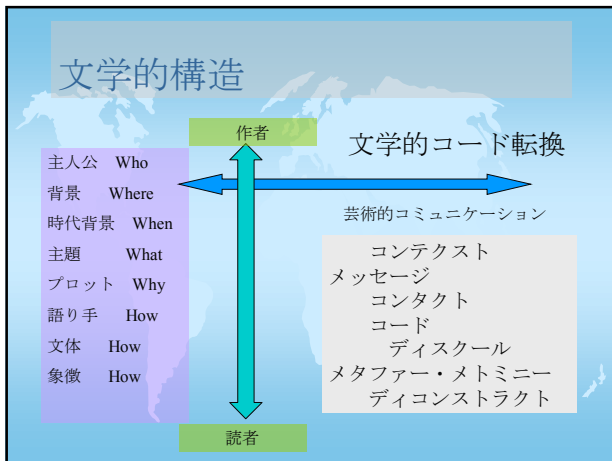 文学的構造
作者
文学的コード転換
主人公 Who
背景 Where
時代背景 When
主題 What
プロット Why
語り手 How
文体 How
象徴 How
芸術的コミュニケーション
コンテクスト
メッセージ
コンタクト
コード
ディスクール
メタファー・メトミニー
ディコンストラクト
読者